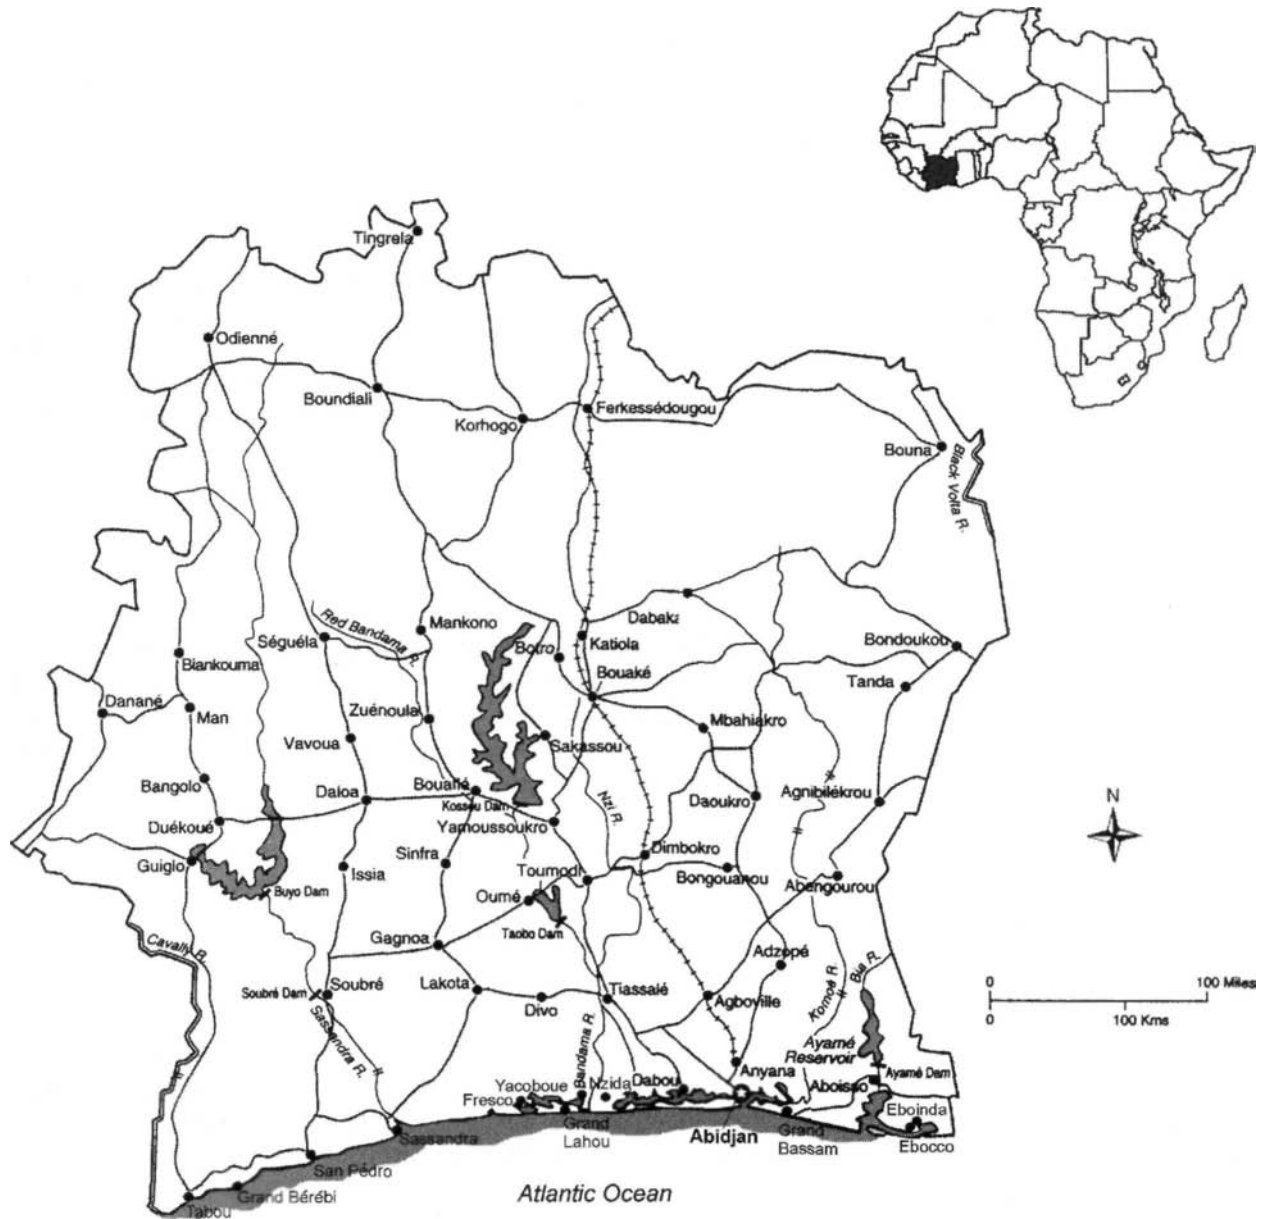 Tingrela
Odienné
Boundiali
Korhogo
Ferkessédougou
Bouna
Black Volta R.
Dabaka
Red Bandama R.
Mankono
Séguéla
Katiola
Bondoukou
Biankouma
Botro
Bouaké
Tanda
Danané
Man
Zuénoula
Mbahiakro
Vavoua
Sakassou
Bangolo
Daloa
Bouaflé
Kossou Dam
Nzi R.
Daoukro
Agnibilékrou
N
Duékoué
Yamoussoukro
Guiglo
Issia
Sinfra
Toumodi
Dimbokro
Bongouanou
Abengourou
Buyo Dam
Oumé
Taobo Dam
Cavally R.
Gagnoa
Adzopé
Bia R.
Soubré Dam
Soubré
Lakota
Divo
Tiassalé
Agboville
Komoé R.
0
100 Miles
0
100 Kms
Sassandra R.
Bandama R.
Ayamé
Reservoir
Anyana
Ayamé Dam
Yacoboue
Nzida
Dabou
Aboisso
Fresco
Grand
Lahou
Abidjan
Grand
Bassam
Eboinda
Ebocco
Sassandra
San Pédro
Grand Bérébi
Tabou
Atlantic Ocean